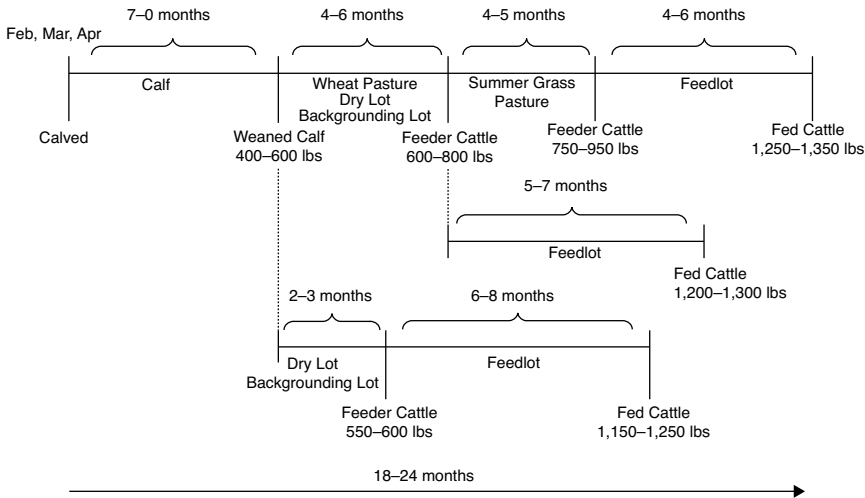 7–0 months
4–6 months
4–5 months
4–6 months
Feb, Mar, Apr
Calf
Wheat Pasture
Dry Lot
Backgrounding Lot
Summer Grass
Pasture
Feedlot
Calved
Weaned Calf
400–600 lbs
Feeder Cattle
600–800 lbs
Feeder Cattle
750–950 lbs
Fed Cattle
1,250–1,350 lbs
5–7 months
Feedlot
Fed Cattle
1,200–1,300 lbs
2–3 months
6–8 months
Dry Lot
Backgrounding Lot
Feedlot
Feeder Cattle
550–600 lbs
Fed Cattle
1,150–1,250 lbs
18–24 months